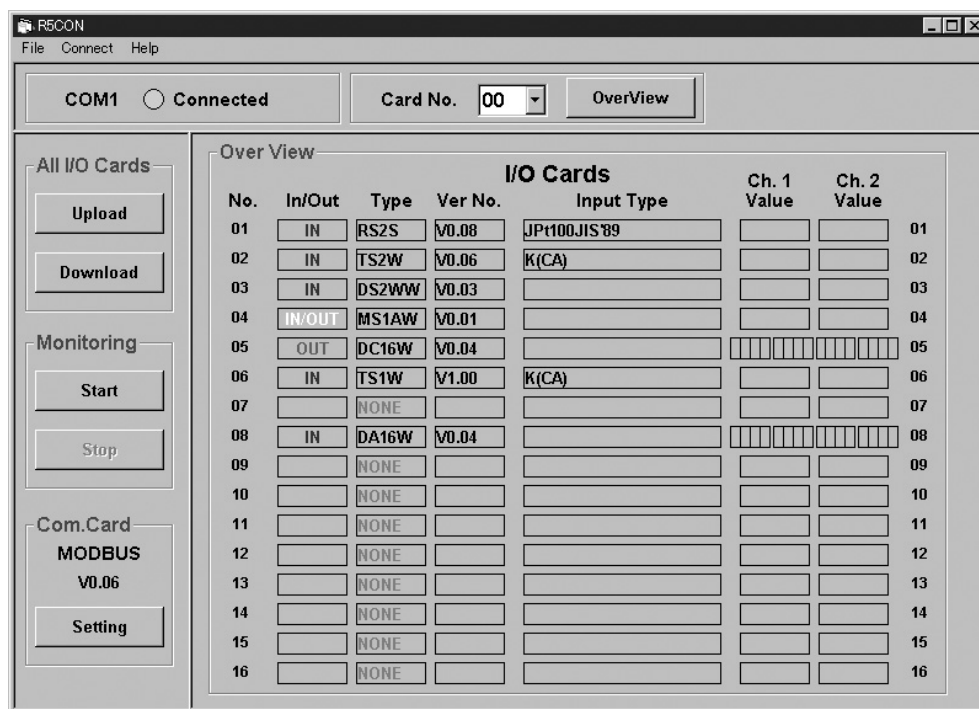 R5CON
File Connect Help
COM1 Connected Card No. 00 OverView
All I/O Cards
Upload
Download
Monitoring
Start
Stop
Com.Card
MODBUS
V0.06
Setting
Over View
I/O Cards
No. In/Out Type Ver No. Input Type Ch. 1 Value Ch. 2 Value
01 IN RS2S V0.08 JPt100JIS'89 01
02 IN TS2W V0.06 K(CA) 02
03 IN DS2WW V0.03 03
04 IN/OUT MS1AW V0.01 04
05 OUT DC16W V0.04 05
06 IN TS1W V1.00 K(CA) 06
07 NONE 07
08 IN DA16W V0.04 08
09 NONE 09
10 NONE 10
11 NONE 11
12 NONE 12
13 NONE 13
14 NONE 14
15 NONE 15
16 NONE 16